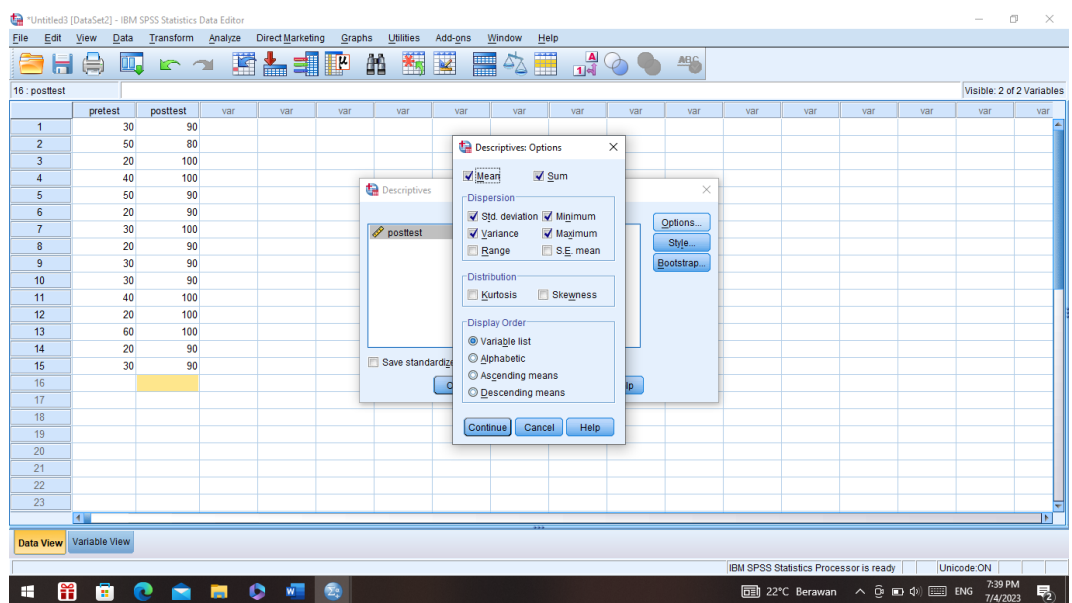 *Untitled3 [DataSet2] - IBM SPSS Statistics Data Editor
File Edit View Data Transform Analyze Direct Marketing Graphs Utilities Add-ons Window Help
16 : posttest Visible: 2 of 2 Variables
pretest posttest var var var var var var var var var var var var var var var
1 30 90
2 50 80
3 20 100
4 40 100
5 50 90
6 20 90
7 30 100
8 20 90
9 30 90
10 30 90
11 40 100
12 20 100
13 60 100
14 20 90
15 30 90
16
17
18
19
20
21
22
23
Descriptives
posttest
Options...
Style...
Bootstrap...
Save standardize
Descriptives: Options
Mean Sum
Dispersion
Std. deviation Minimum
Variance Maximum
Range S.E. mean
Distribution
Kurtosis Skewness
Display Order
Variable list
Alphabetic
Ascending means
Descending means
Continue Cancel Help
Data View Variable View
IBM SPSS Statistics Processor is ready Unicode:ON
22°C Berawan ENG 7:39 PM
7/4/2023